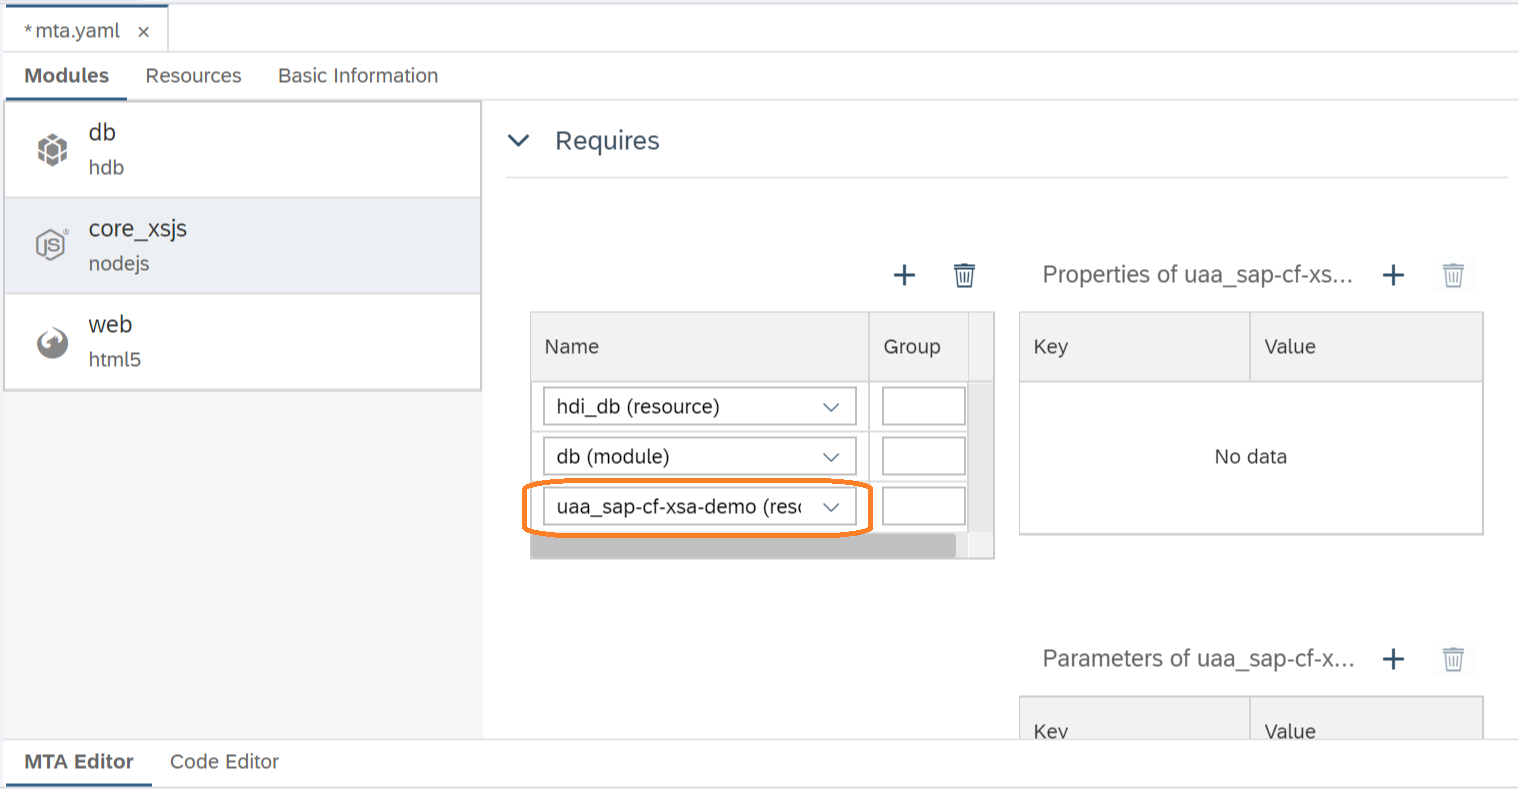 * mta.yaml ×
Modules Resources Basic Information
db
hdb
core_xsjs
nodejs
web
html5
Requires
Properties of uaa_sap-cf-xs...
Name Group
Key Value
hdi_db (resource)
db (module)
uaa_sap-cf-xsa-demo (reso
No data
Parameters of uaa_sap-cf-x...
Key Value
MTA Editor Code Editor